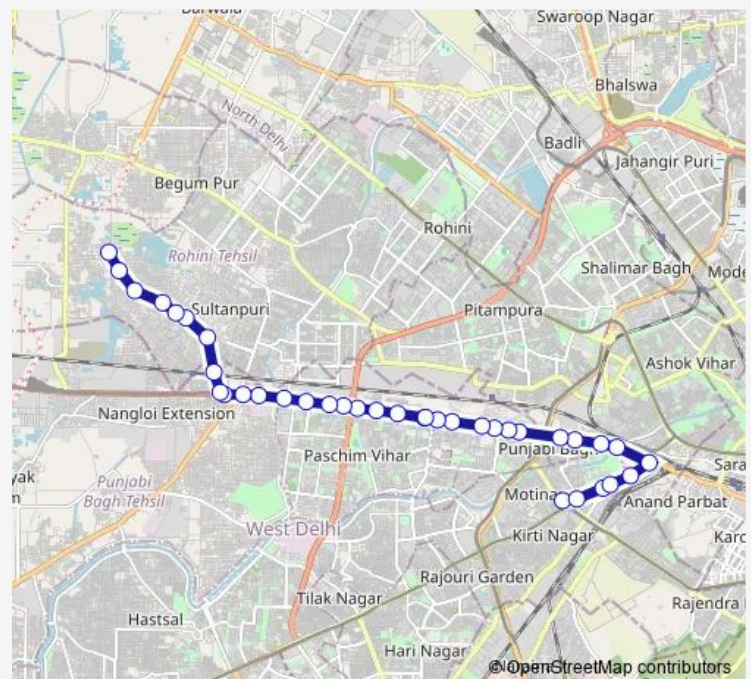 Swaroop Nagar
Bhalswa
North Delhi
Badli
Jahangir Puri
Begum Pur
Rohini
Rohini Tehsil
Shalimar Bagh
Sultanpuri
Pitampura
Ashok Vihar
Nangloi Extension
Paschim Vihar
Punjabi
Punjabi Bagh Tehsil
Motina
Anand Parbat
West Delhi
Kirti Nagar
Rajouri Garden
Tilak Nagar
Rajendra
Hastsal
Hari Nagar
© OpenStreetMap contributors